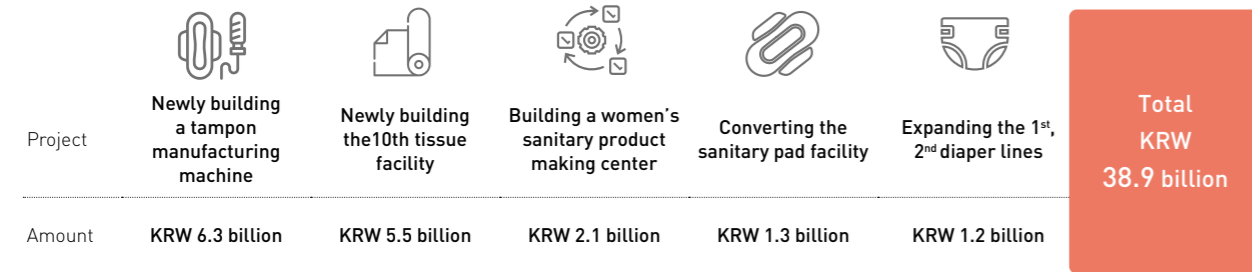 Project
Newly building
a tampon
manufacturing
machine
Newly building
the10th tissue
facility
Building a women's
sanitary product
making center
Converting the
sanitary pad facility
Expanding the 1st,
2nd diaper lines
Total
KRW
38.9 billion
Amount
KRW 6.3 billion
KRW 5.5 billion
KRW 2.1 billion
KRW 1.3 billion
KRW 1.2 billion